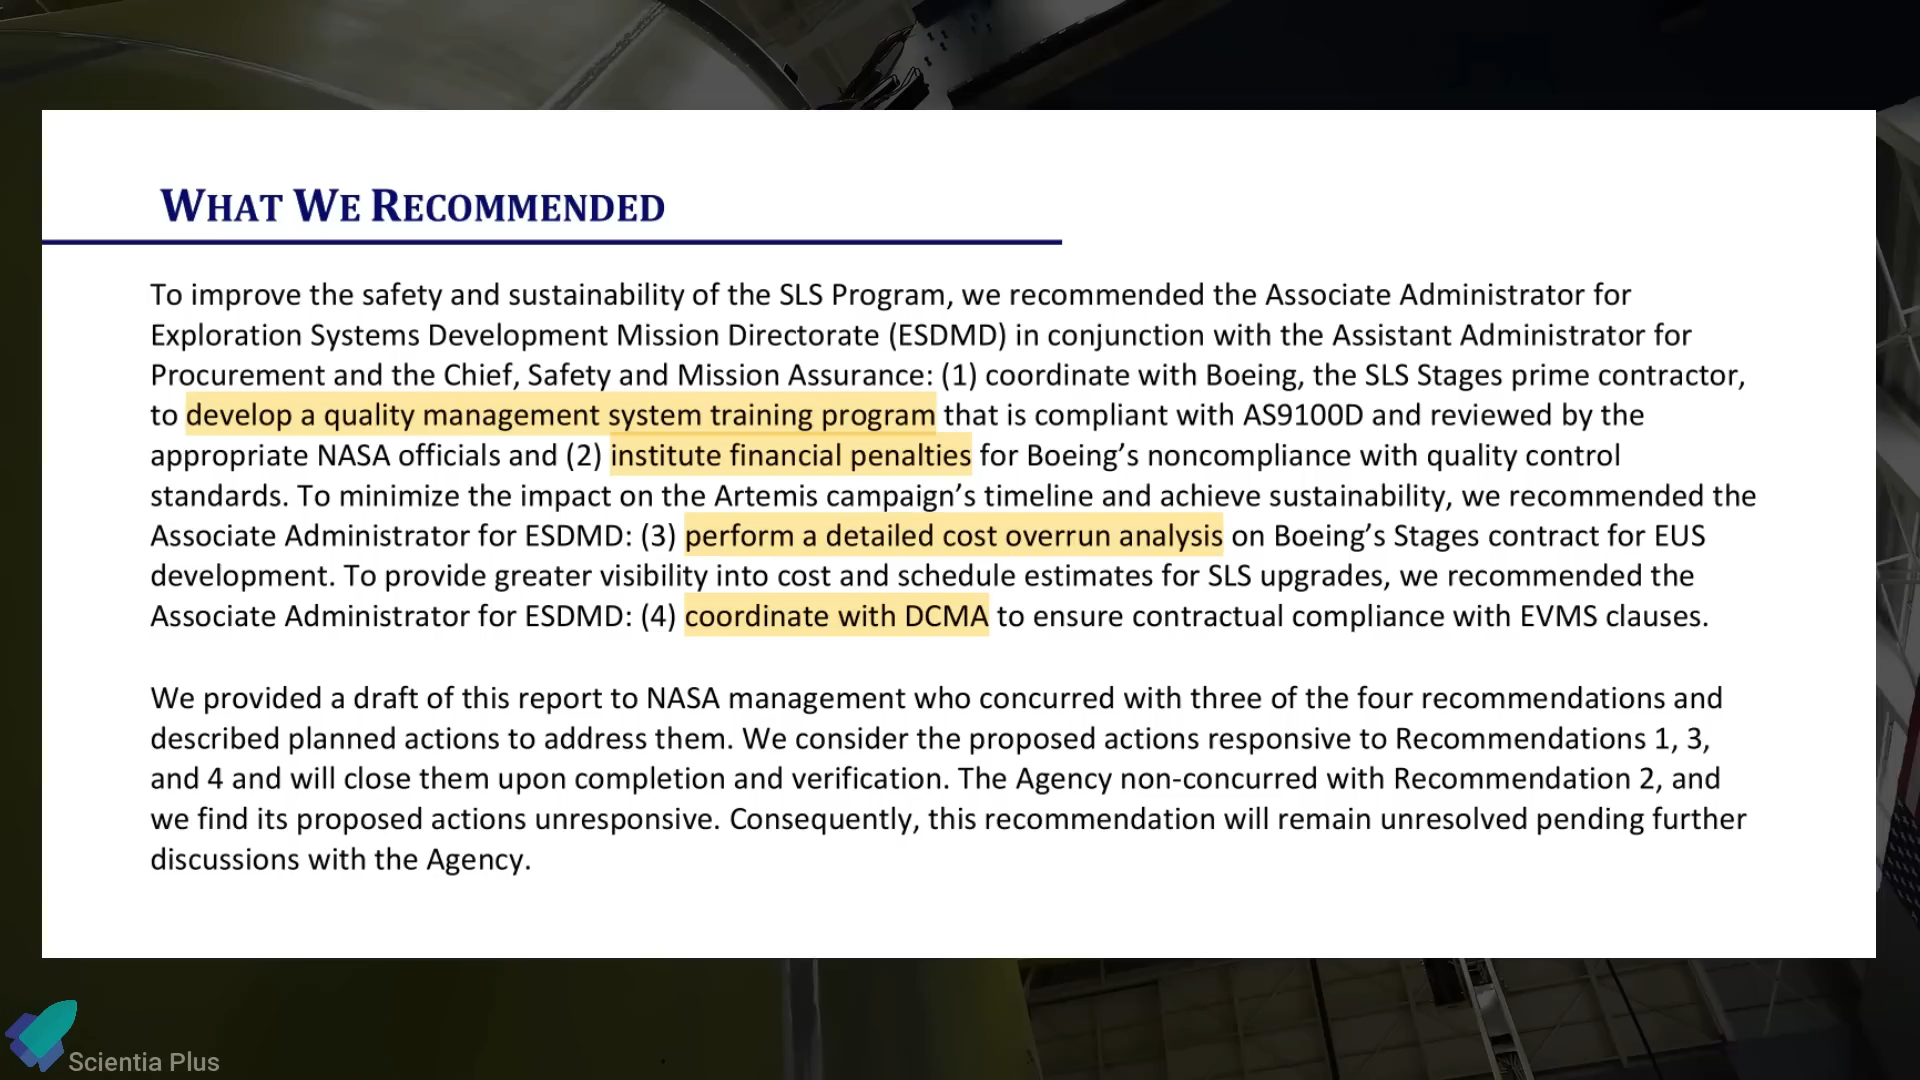 WHAT WE RECOMMENDED
To improve the safety and sustainability of the SLS Program, we recommended the Associate Administrator for
Exploration Systems Development Mission Directorate (ESDMD) in conjunction with the Assistant Administrator for
Procurement and the Chief, Safety and Mission Assurance: (1) coordinate with Boeing, the SLS Stages prime contractor,
to develop a quality management system training program that is compliant with AS9100D and reviewed by the
appropriate NASA officials and (2) institute financial penalties for Boeing’s noncompliance with quality control
standards. To minimize the impact on the Artemis campaign’s timeline and achieve sustainability, we recommended the
Associate Administrator for ESDMD: (3) perform a detailed cost overrun analysis on Boeing’s Stages contract for EUS
development. To provide greater visibility into cost and schedule estimates for SLS upgrades, we recommended the
Associate Administrator for ESDMD: (4) coordinate with DCMA to ensure contractual compliance with EVMS clauses.
We provided a draft of this report to NASA management who concurred with three of the four recommendations and
described planned actions to address them. We consider the proposed actions responsive to Recommendations 1, 3,
and 4 and will close them upon completion and verification. The Agency non-concurred with Recommendation 2, and
we find its proposed actions unresponsive. Consequently, this recommendation will remain unresolved pending further
discussions with the Agency.
Scientia Plus